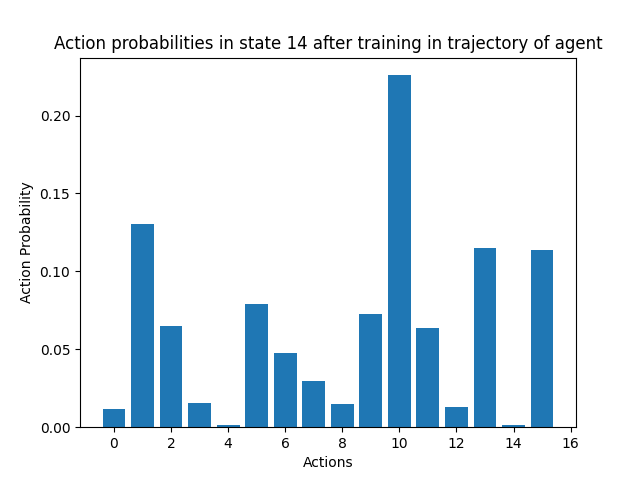 Action probabilities in state 14 after training in trajectory of agent
0.20
0.15
0.10
0.05
0.00
Action Probability
0 2 4 6 8 10 12 14 16
Actions